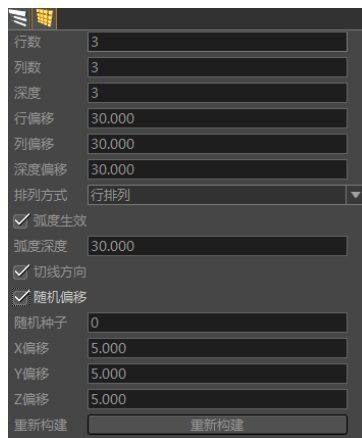 行数 3
列数 3
深度 3
行偏移 30.000
列偏移 30.000
深度偏移 30.000
排列方式 行排列
弧度生效
弧度深度 30.000
切线方向
随机偏移
随机种子 0
X偏移 5.000
Y偏移 5.000
Z偏移 5.000
重新构建 重新构建